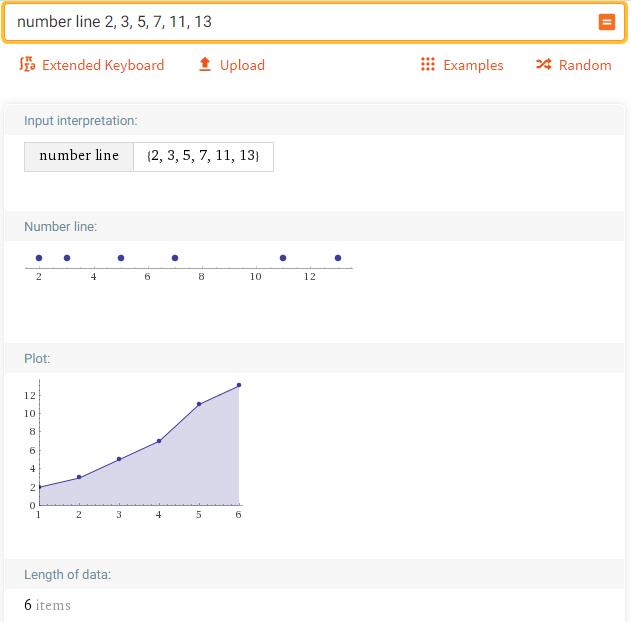 number line 2, 3, 5, 7, 11, 13
Extended Keyboard Upload Examples Random
Input interpretation:
number line {2, 3, 5, 7, 11, 13}
Number line:
2 4 6 8 10 12
Plot:
12
10
8
6
4
2
0
1 2 3 4 5 6
Length of data:
6 items